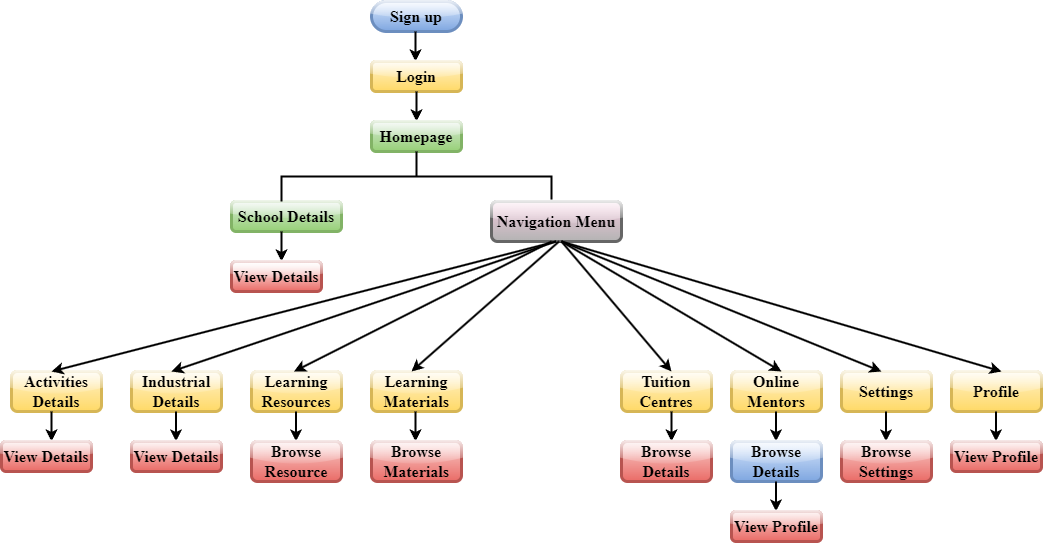 Sign up
Login
Homepage
School Details
Navigation Menu
View Details
Activities
Details
Industrial
Details
Learning
Resources
Learning
Materials
Tuition
Centres
Online
Mentors
Settings
Profile
View Details
View Details
Browse
Resource
Browse
Materials
Browse
Details
Browse
Details
Browse
Settings
View Profile
View Profile